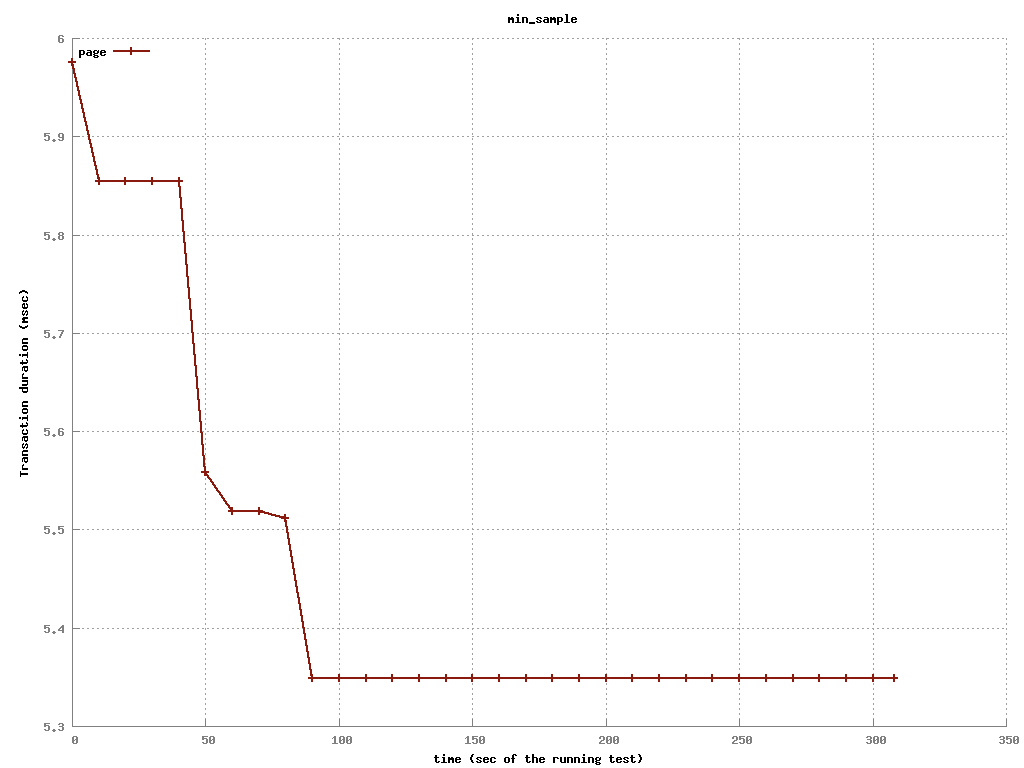 min_sample
6
page
5.9
5.8
5.7
5.6
5.5
5.4
5.3
Transaction duration (msec)
0 50 100 150 200 250 300 350
time (sec of the running test)